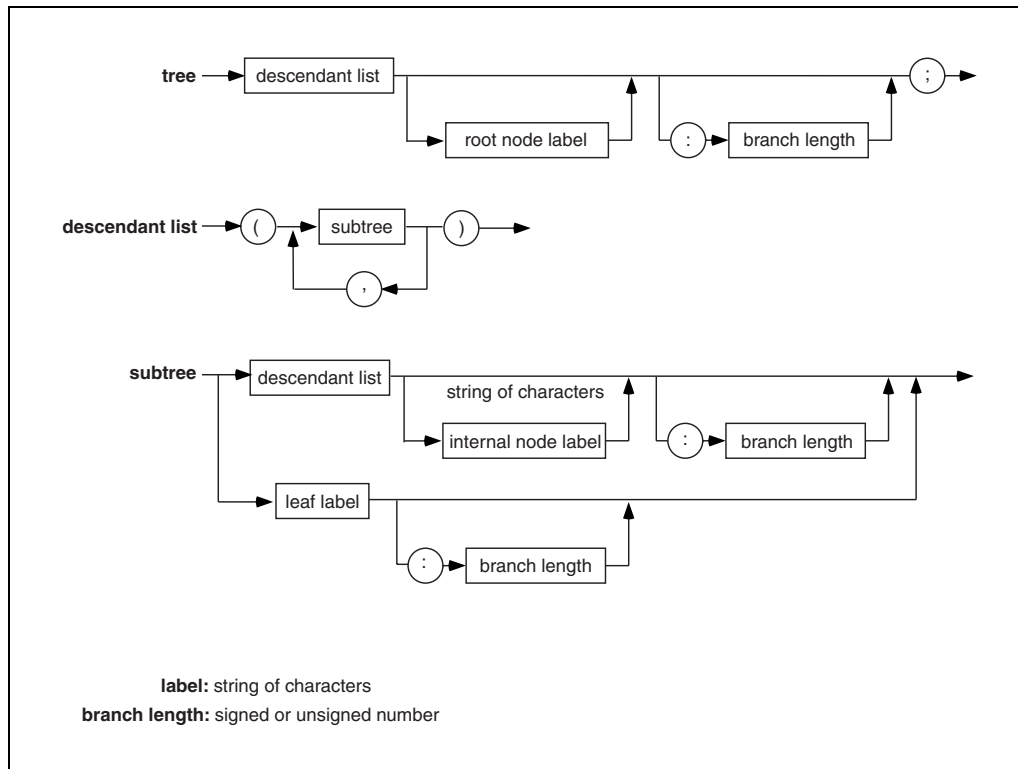 tree descendant list ;
root node label : branch length
descendant list ( subtree )
,
subtree descendant list
string of characters
internal node label : branch length
leaf label
: branch length
label: string of characters
branch length: signed or unsigned number